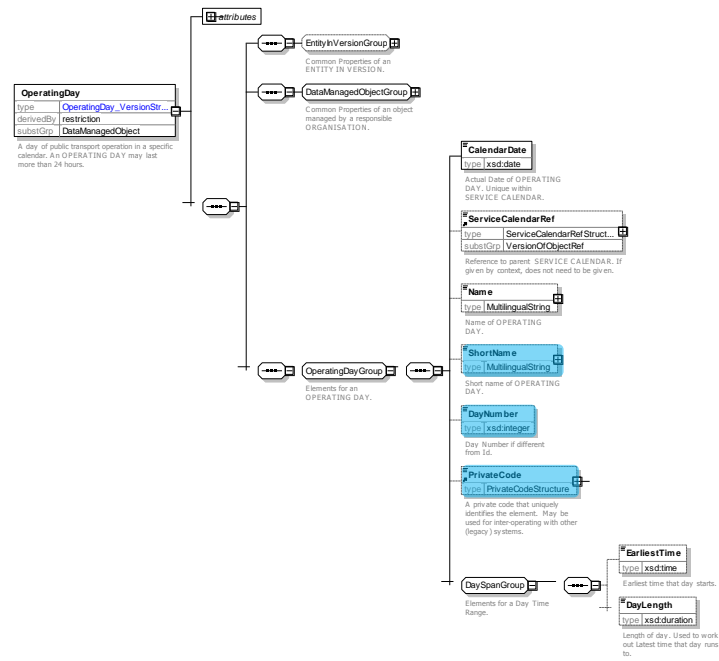 attributes
EntityInVersionGroup
Common Properties of an
ENTITY IN VERSION.
DataManagedObjectGroup
Common Properties of an object
managed by a responsible
ORGANISATION.
OperatingDay
type OperatingDay_VersionStr...
derivedBy restriction
substGrp DataManagedObject
A day of public transport operation in a specific
calendar. An OPERATING DAY may last
more than 24 hours.
CalendarDate
type xsd:date
Actual Date of OPERATING
DAY. Unique within
SERVICE CALENDAR.
ServiceCalendarRef
type ServiceCalendarRefStruct...
substGrp VersionOfObjectRef
Reference to parent SERVICE CALENDAR. If
given by context, does not need to be given.
Name
type MultilingualString
Name of OPERATING
DAY.
OperatingDayGroup
Elements for an
OPERATING DAY.
ShortName
type MultilingualString
Short name of OPERATING
DAY.
DayNumber
type xsd:integer
Day Number if different
from Id.
PrivateCode
type PrivateCodeStructure
A private code that uniquely
identifies the element. May be
used for inter-operating with other
(legacy) systems.
DaySpanGroup
Elements for a Day Time
Range.
EarliestTime
type xsd:time
Earliest time that day starts.
DayLength
type xsd:duration
Length of day. Used to work
out Latest time that day runs
to.